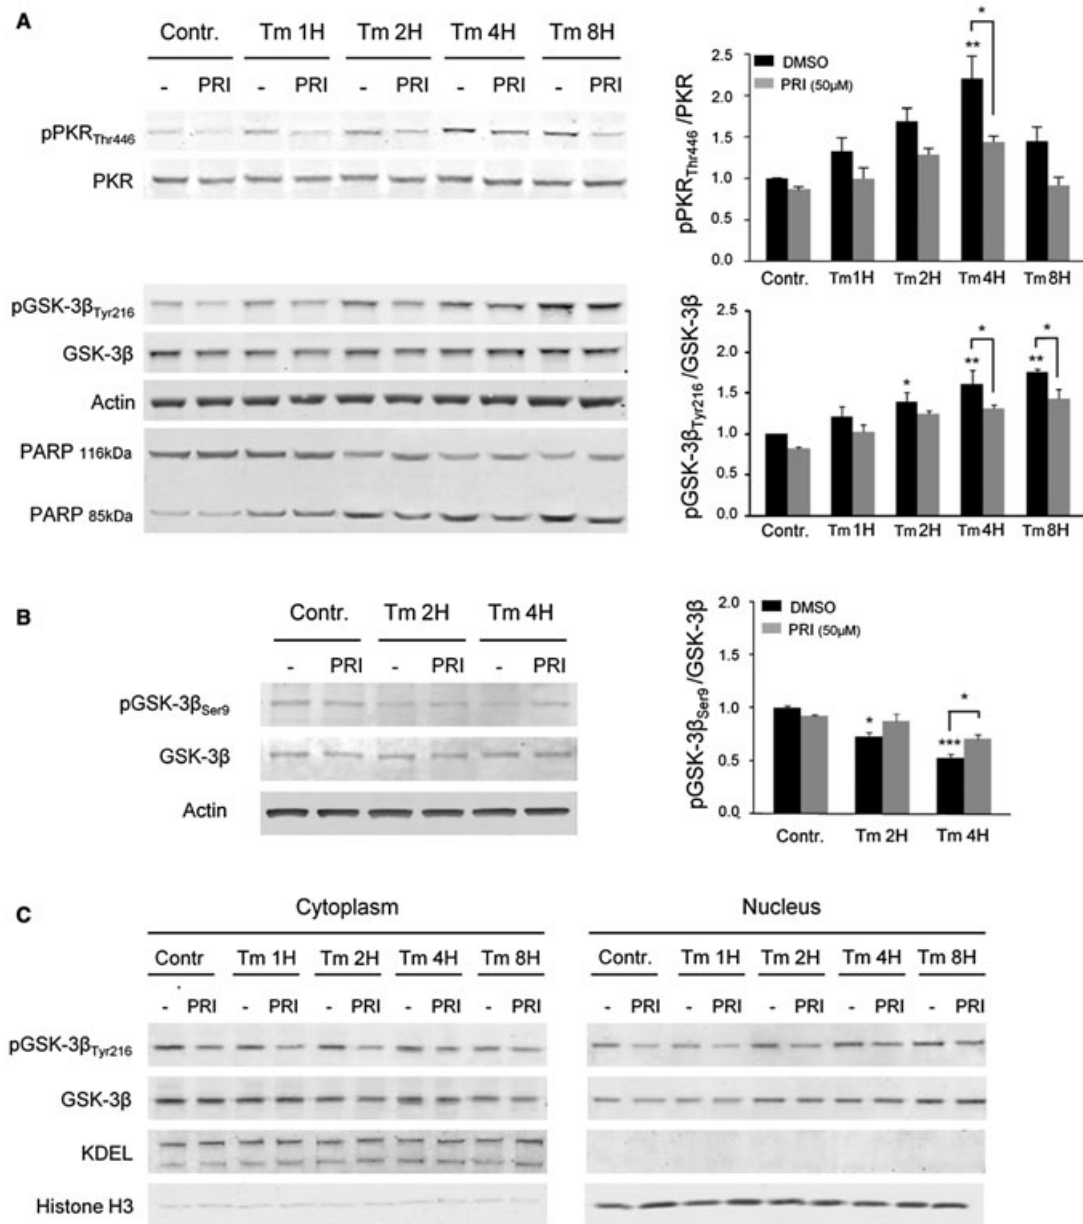 A
Contr. Tm 1H Tm 2H Tm 4H Tm 8H
- PRI - PRI - PRI - PRI - PRI
pPKRThr446
PKR
pGSK-3βTyr216
GSK-3β
Actin
PARP 116kDa
PARP 85kDa
pPKRThr446/PKR
DMSO
PRI (50µM)
*
**
2.5
2.0
1.5
1.0
0.5
0.0
Contr. Tm1H Tm2H Tm4H Tm8H
pGSK-3βTyr216/GSK-3β
2.5
2.0
1.5
1.0
0.5
0.0
* *
* ** **
Contr. Tm1H Tm2H Tm4H Tm8H
B
Contr. Tm 2H Tm 4H
- PRI - PRI - PRI
pGSK-3βSer9
GSK-3β
Actin
pGSK-3βSer9/GSK-3β
DMSO
PRI (50µM)
2.0
1.5
1.0
0.5
0.0
*
* ***
Contr. Tm 2H Tm 4H
C
Cytoplasm
Contr Tm 1H Tm 2H Tm 4H Tm 8H
- PRI - PRI - PRI - PRI - PRI
Nucleus
Contr. Tm 1H Tm 2H Tm 4H Tm 8H
- PRI - PRI - PRI - PRI - PRI
pGSK-3βTyr216
GSK-3β
KDEL
Histone H3